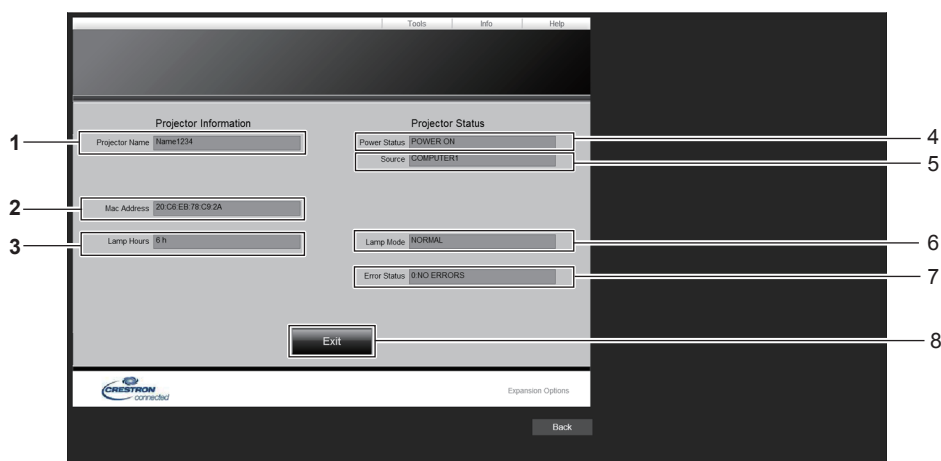 Tools Info Help
Projector Information
Projector Status
1
Projector Name Name1234
Power Status POWER ON
4
Source COMPUTER1
5
2
Mac Address 20:C6:EB:78:C9:2A
3
Lamp Hours 6 h
Lamp Mode NORMAL
6
Error Status 0:NO ERRORS
7
Exit
8
CRESTRON
connected
Expansion Options
Back